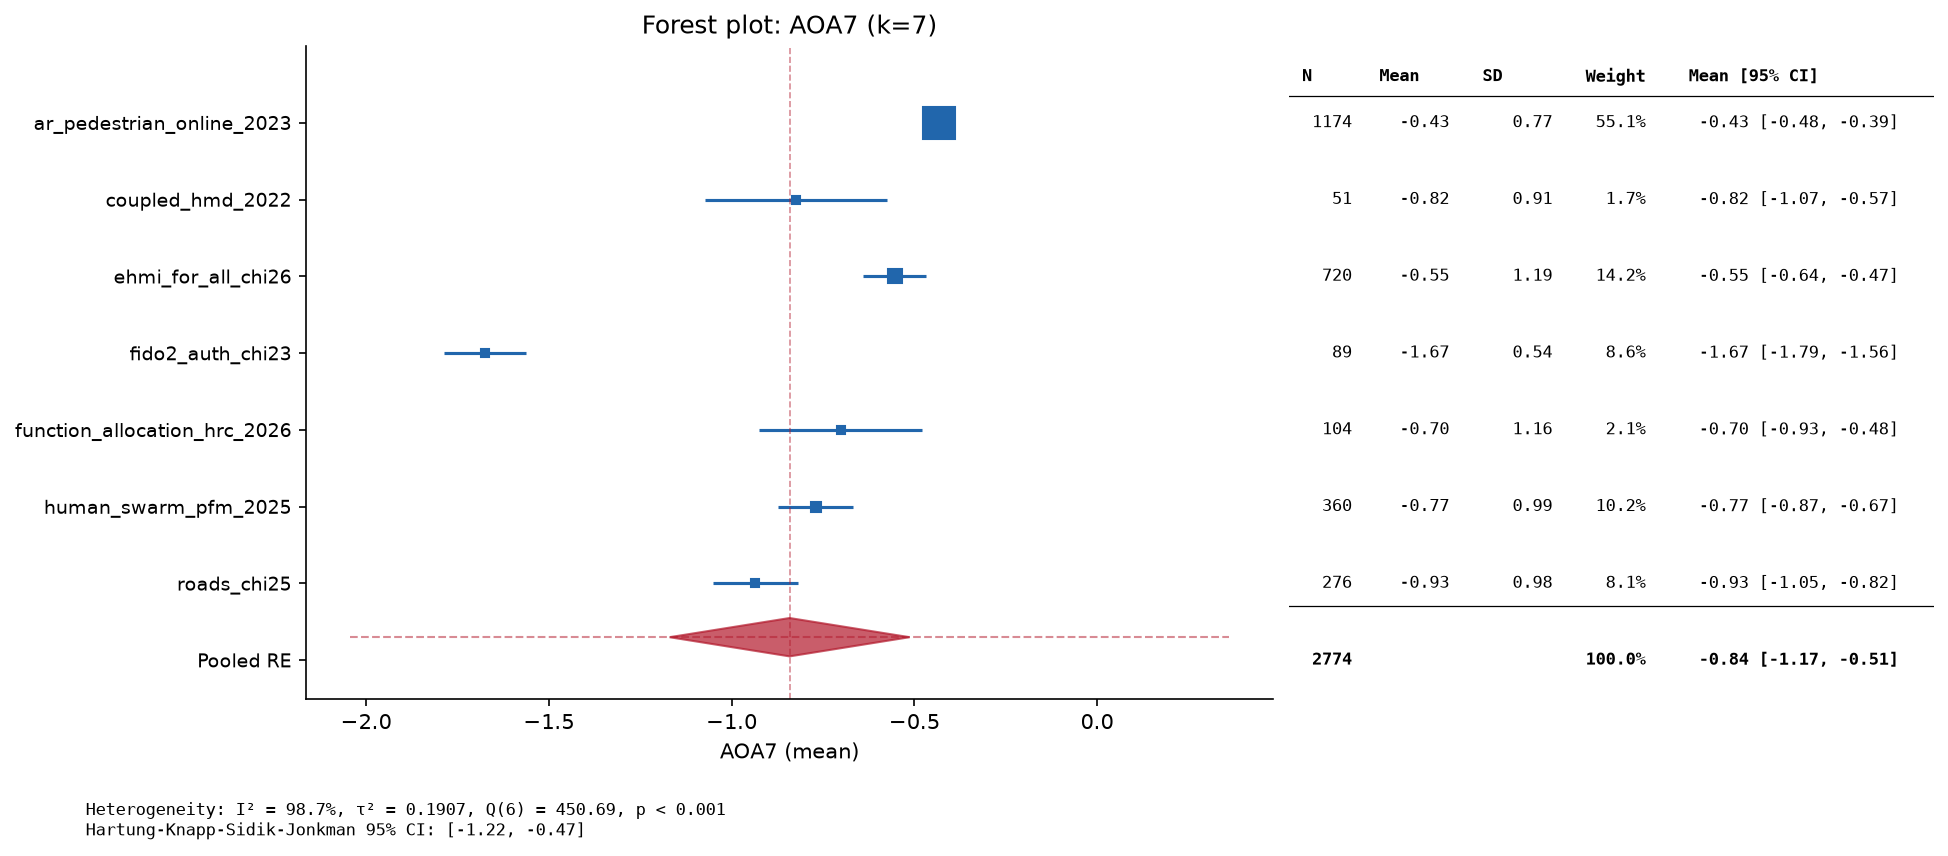 Forest plot: AOA7 (k=7)
N Mean SD Weight Mean [95% CI]
ar_pedestrian_online_2023 1174 -0.43 0.77 55.1% -0.43 [-0.48, -0.39]
coupled_hmd_2022 51 -0.82 0.91 1.7% -0.82 [-1.07, -0.57]
ehmi_for_all_chi26 720 -0.55 1.19 14.2% -0.55 [-0.64, -0.47]
fido2_auth_chi23 89 -1.67 0.54 8.6% -1.67 [-1.79, -1.56]
function_allocation_hrc_2026 104 -0.70 1.16 2.1% -0.70 [-0.93, -0.48]
human_swarm_pfm_2025 360 -0.77 0.99 10.2% -0.77 [-0.87, -0.67]
roads_chi25 276 -0.93 0.98 8.1% -0.93 [-1.05, -0.82]
Pooled RE 2774 100.0% -0.84 [-1.17, -0.51]
−2.0 −1.5 −1.0 −0.5 0.0
AOA7 (mean)
Heterogeneity: I² = 98.7%, τ² = 0.1907, Q(6) = 450.69, p < 0.001
Hartung-Knapp-Sidik-Jonkman 95% CI: [-1.22, -0.47]